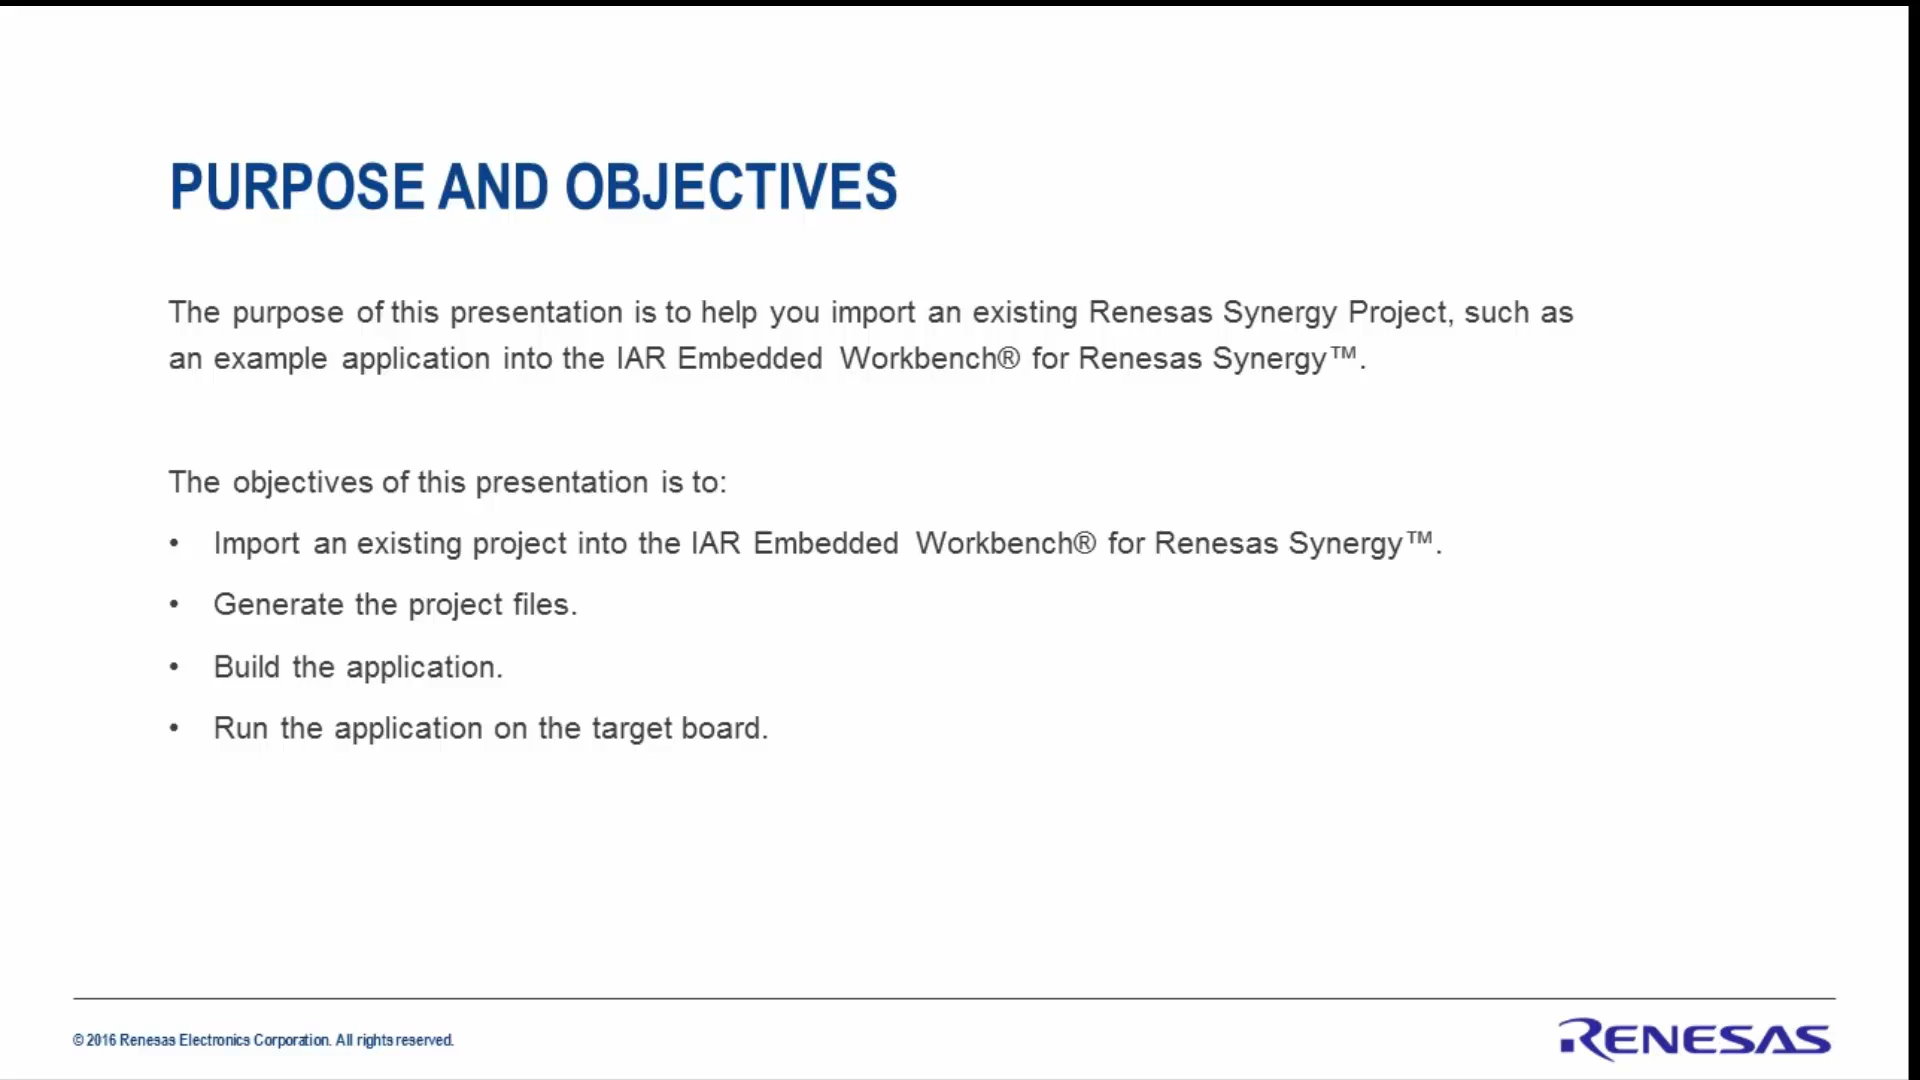 PURPOSE AND OBJECTIVES
The purpose of this presentation is to help you import an existing Renesas Synergy Project, such as
an example application into the IAR Embedded Workbench® for Renesas Synergy™.
The objectives of this presentation is to:
• Import an existing project into the IAR Embedded Workbench® for Renesas Synergy™.
• Generate the project files.
• Build the application.
• Run the application on the target board.
© 2016 Renesas Electronics Corporation. All rights reserved.
RENESAS